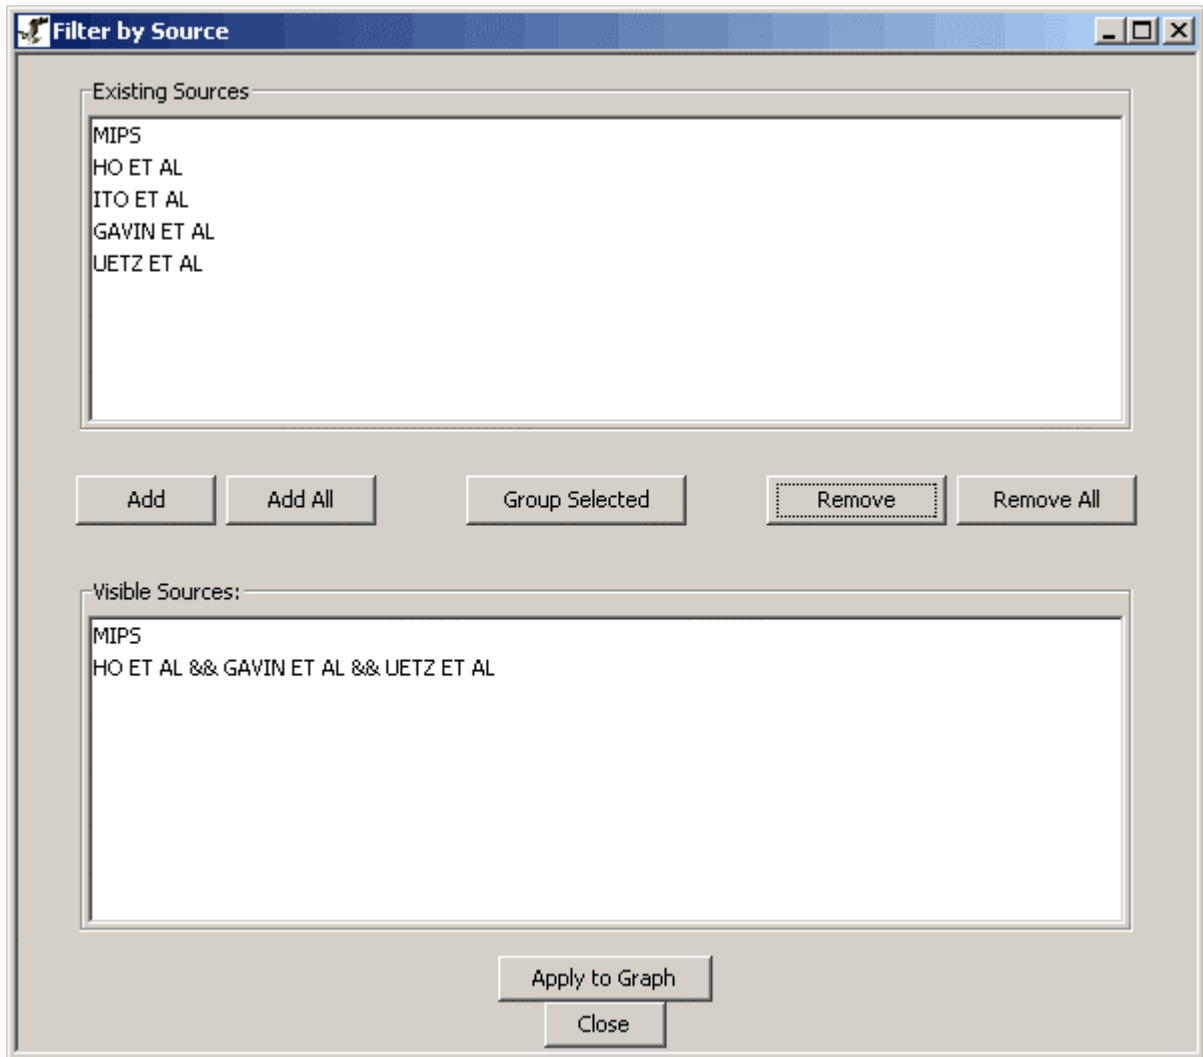 Filter by Source
Existing Sources
MIPS
HO ET AL
ITO ET AL
GAVIN ET AL
UETZ ET AL
Add Add All Group Selected Remove Remove All
Visible Sources:
MIPS
HO ET AL && GAVIN ET AL && UETZ ET AL
Apply to Graph
Close